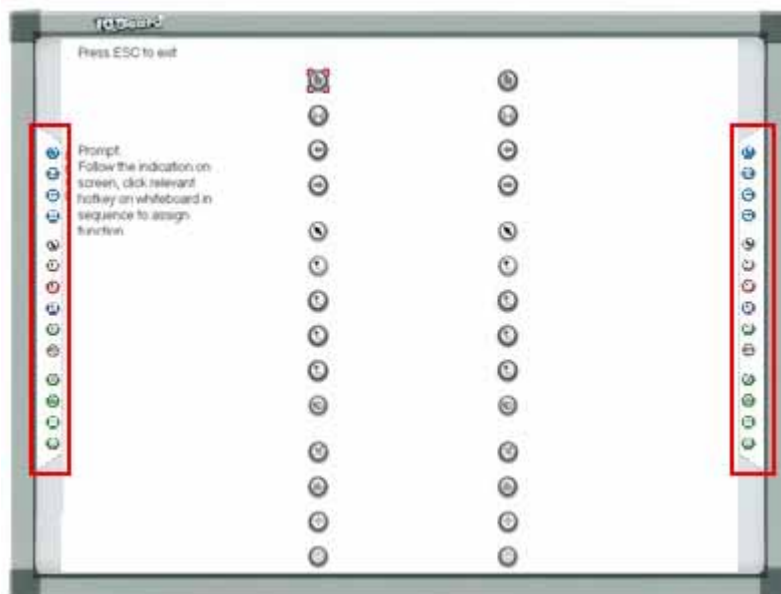 IQBoard
Press ESC to exit
Prompt
Follow the indication on
screen, click relevant
hotkey on whiteboard in
sequence to assign
function